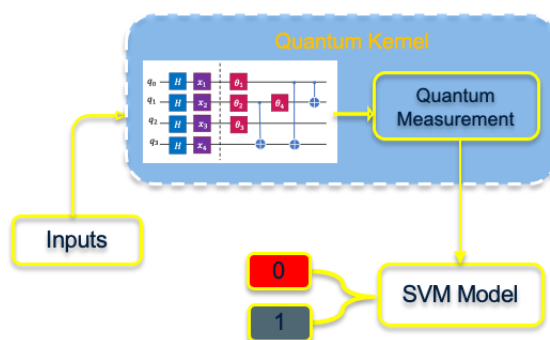 Quantum Kernel
q₀ H x₁ θ₁
q₁ H x₂ θ₂ θ₄
q₂ H x₃ θ₃
q₃ H x₄
Quantum
Measurement
Inputs
0
SVM Model
1